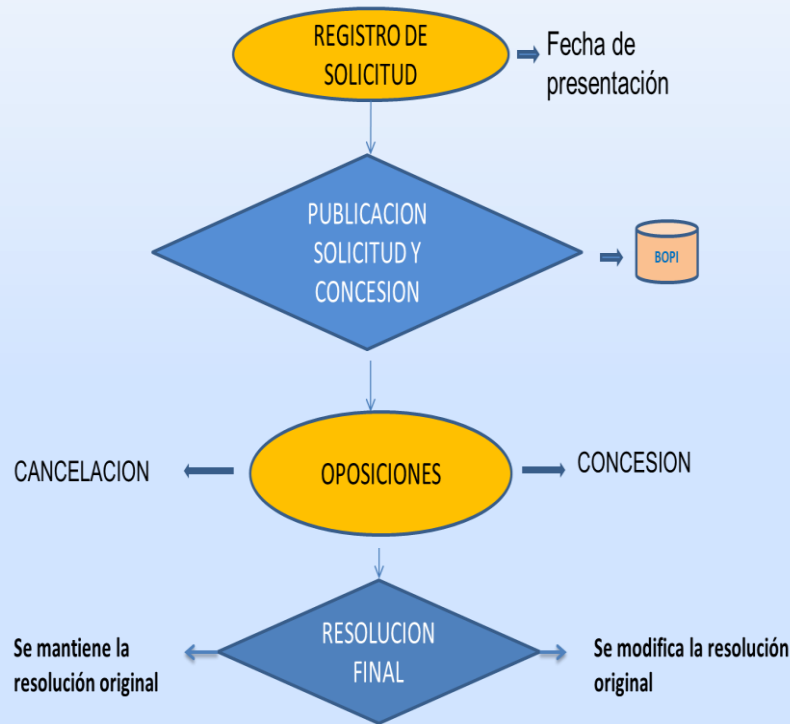 REGISTRO DE
SOLICITUD
Fecha de
presentación
PUBLICACION
SOLICITUD Y
CONCESION
BOPI
CANCELACION
OPOSICIONES
CONCESION
Se mantiene la
resolución original
RESOLUCION
FINAL
Se modifica la resolución
original